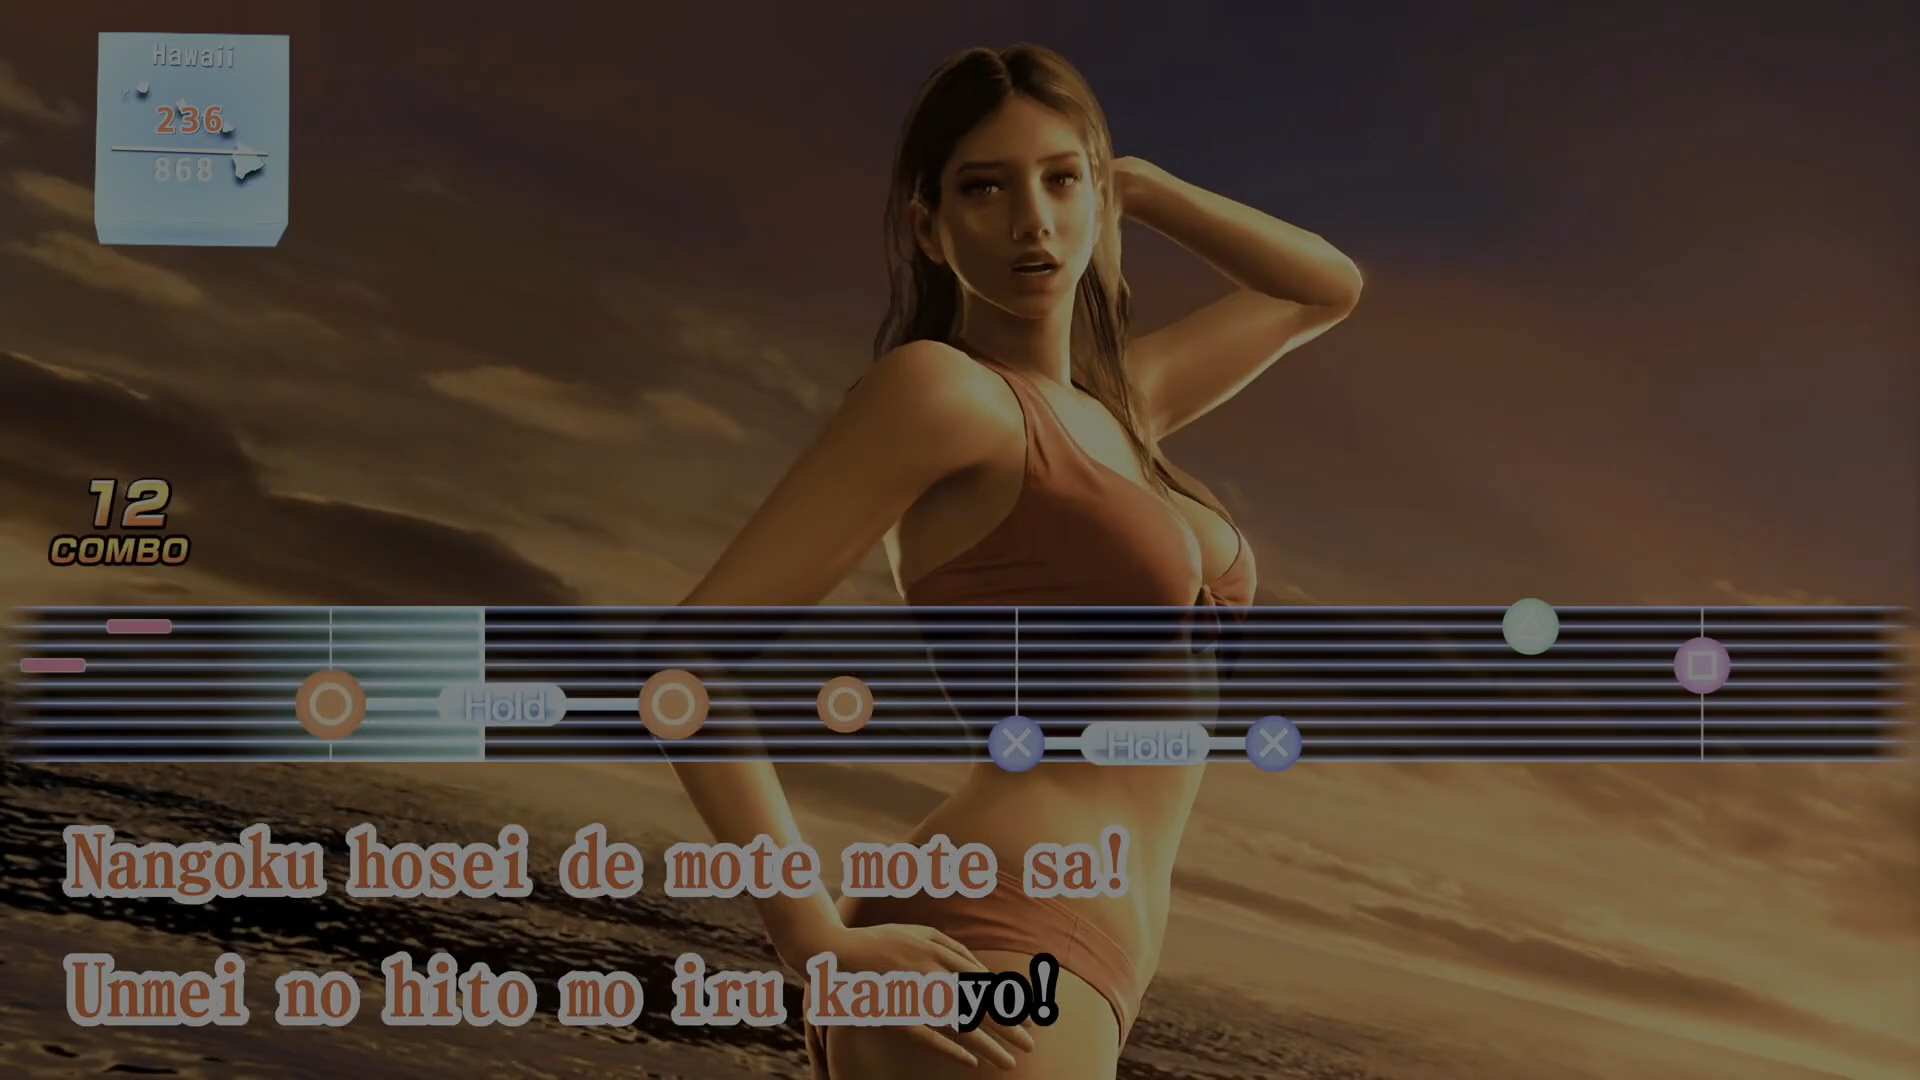 Hawaii
236
868
12
COMBO
Hold
Hold
Nangoku hosei de mote mote sa!
Unmei no hito mo iru kamoyo!